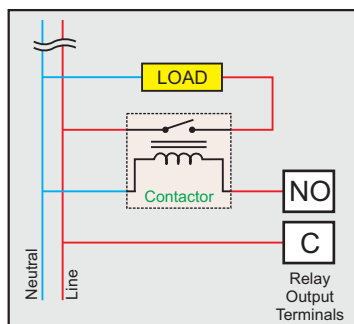 LOAD
Contactor
NO
C
Relay
Output
Terminals
Neutral
Line